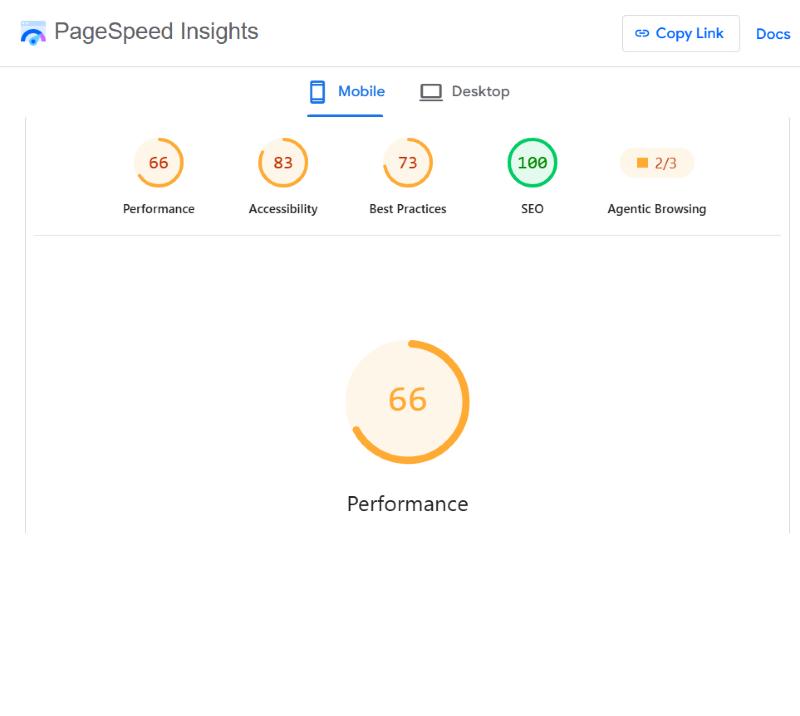 PageSpeed Insights
Copy Link
Docs
Mobile
Desktop
66
83
73
100
2/3
Performance
Accessibility
Best Practices
SEO
Agentic Browsing
66
Performance